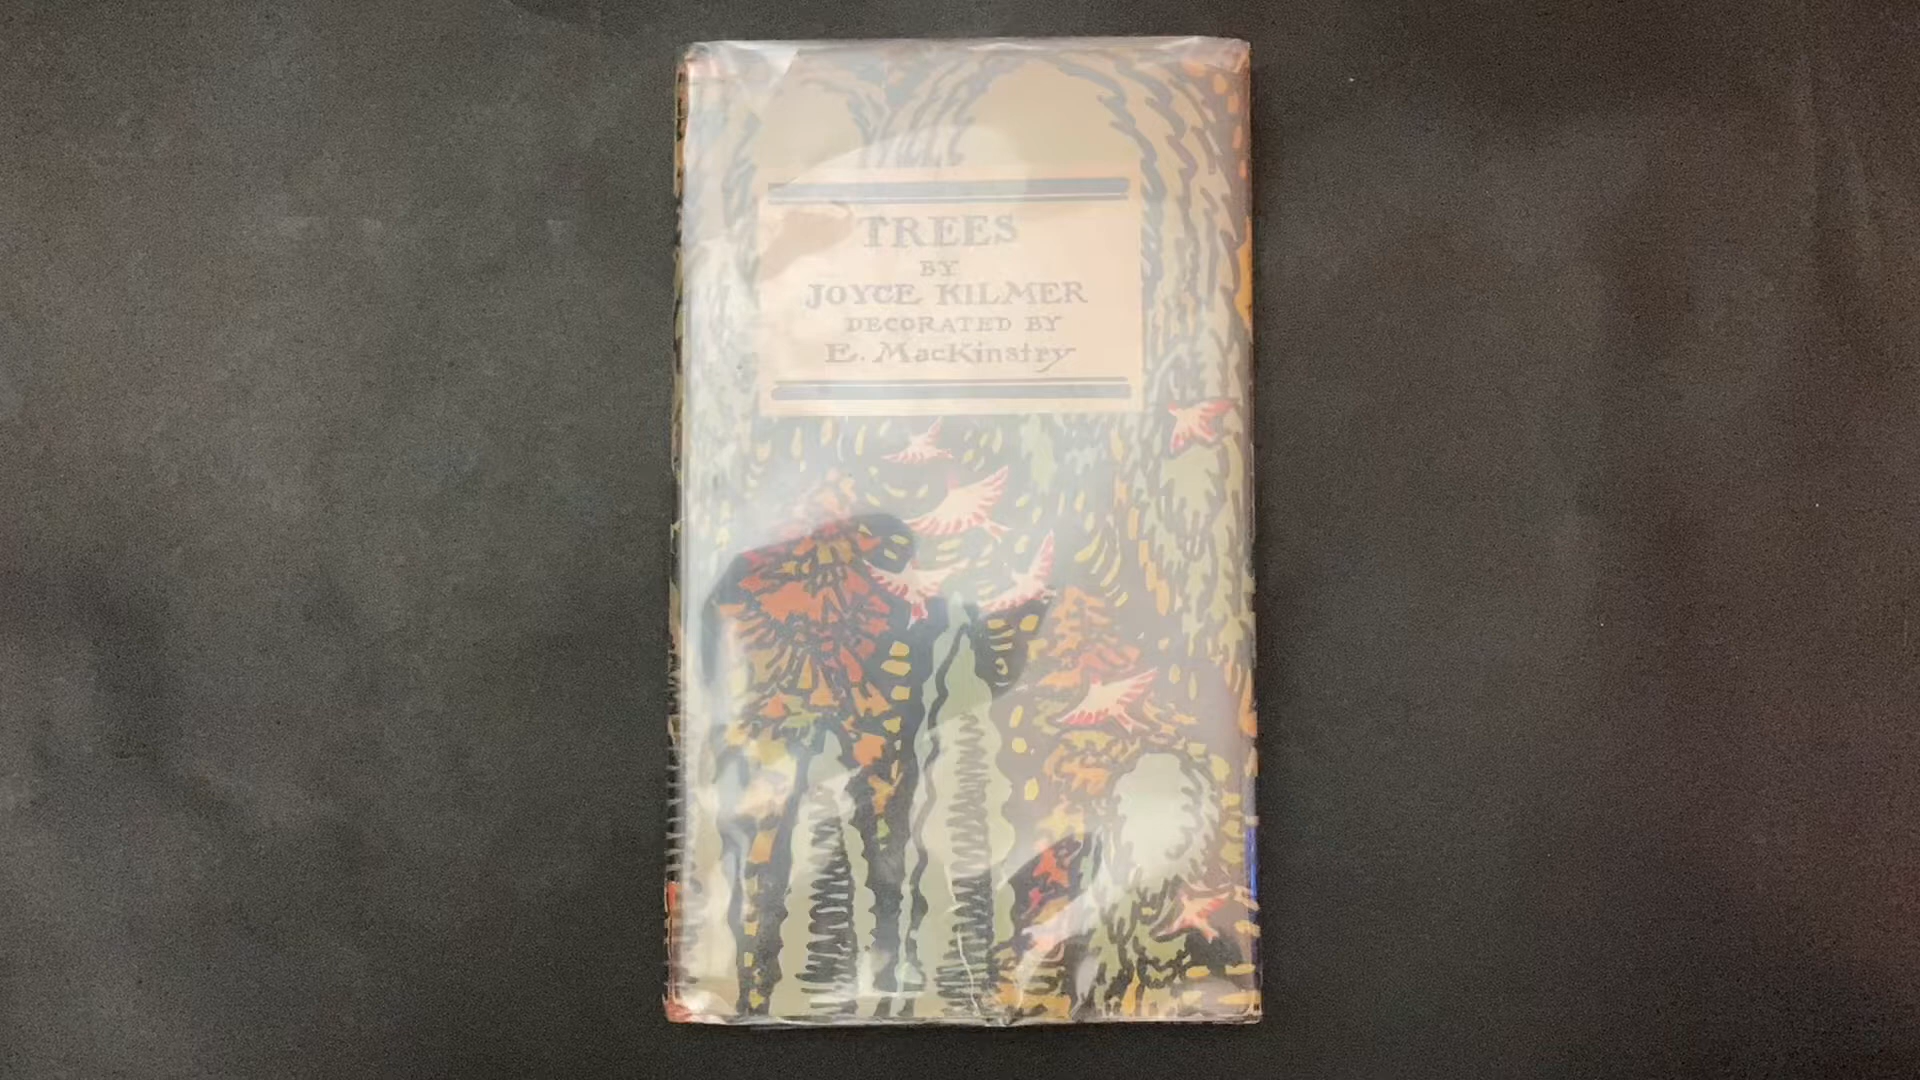 TREES
BY
JOYCE KILMER
DECORATED BY
E. MacKinstry